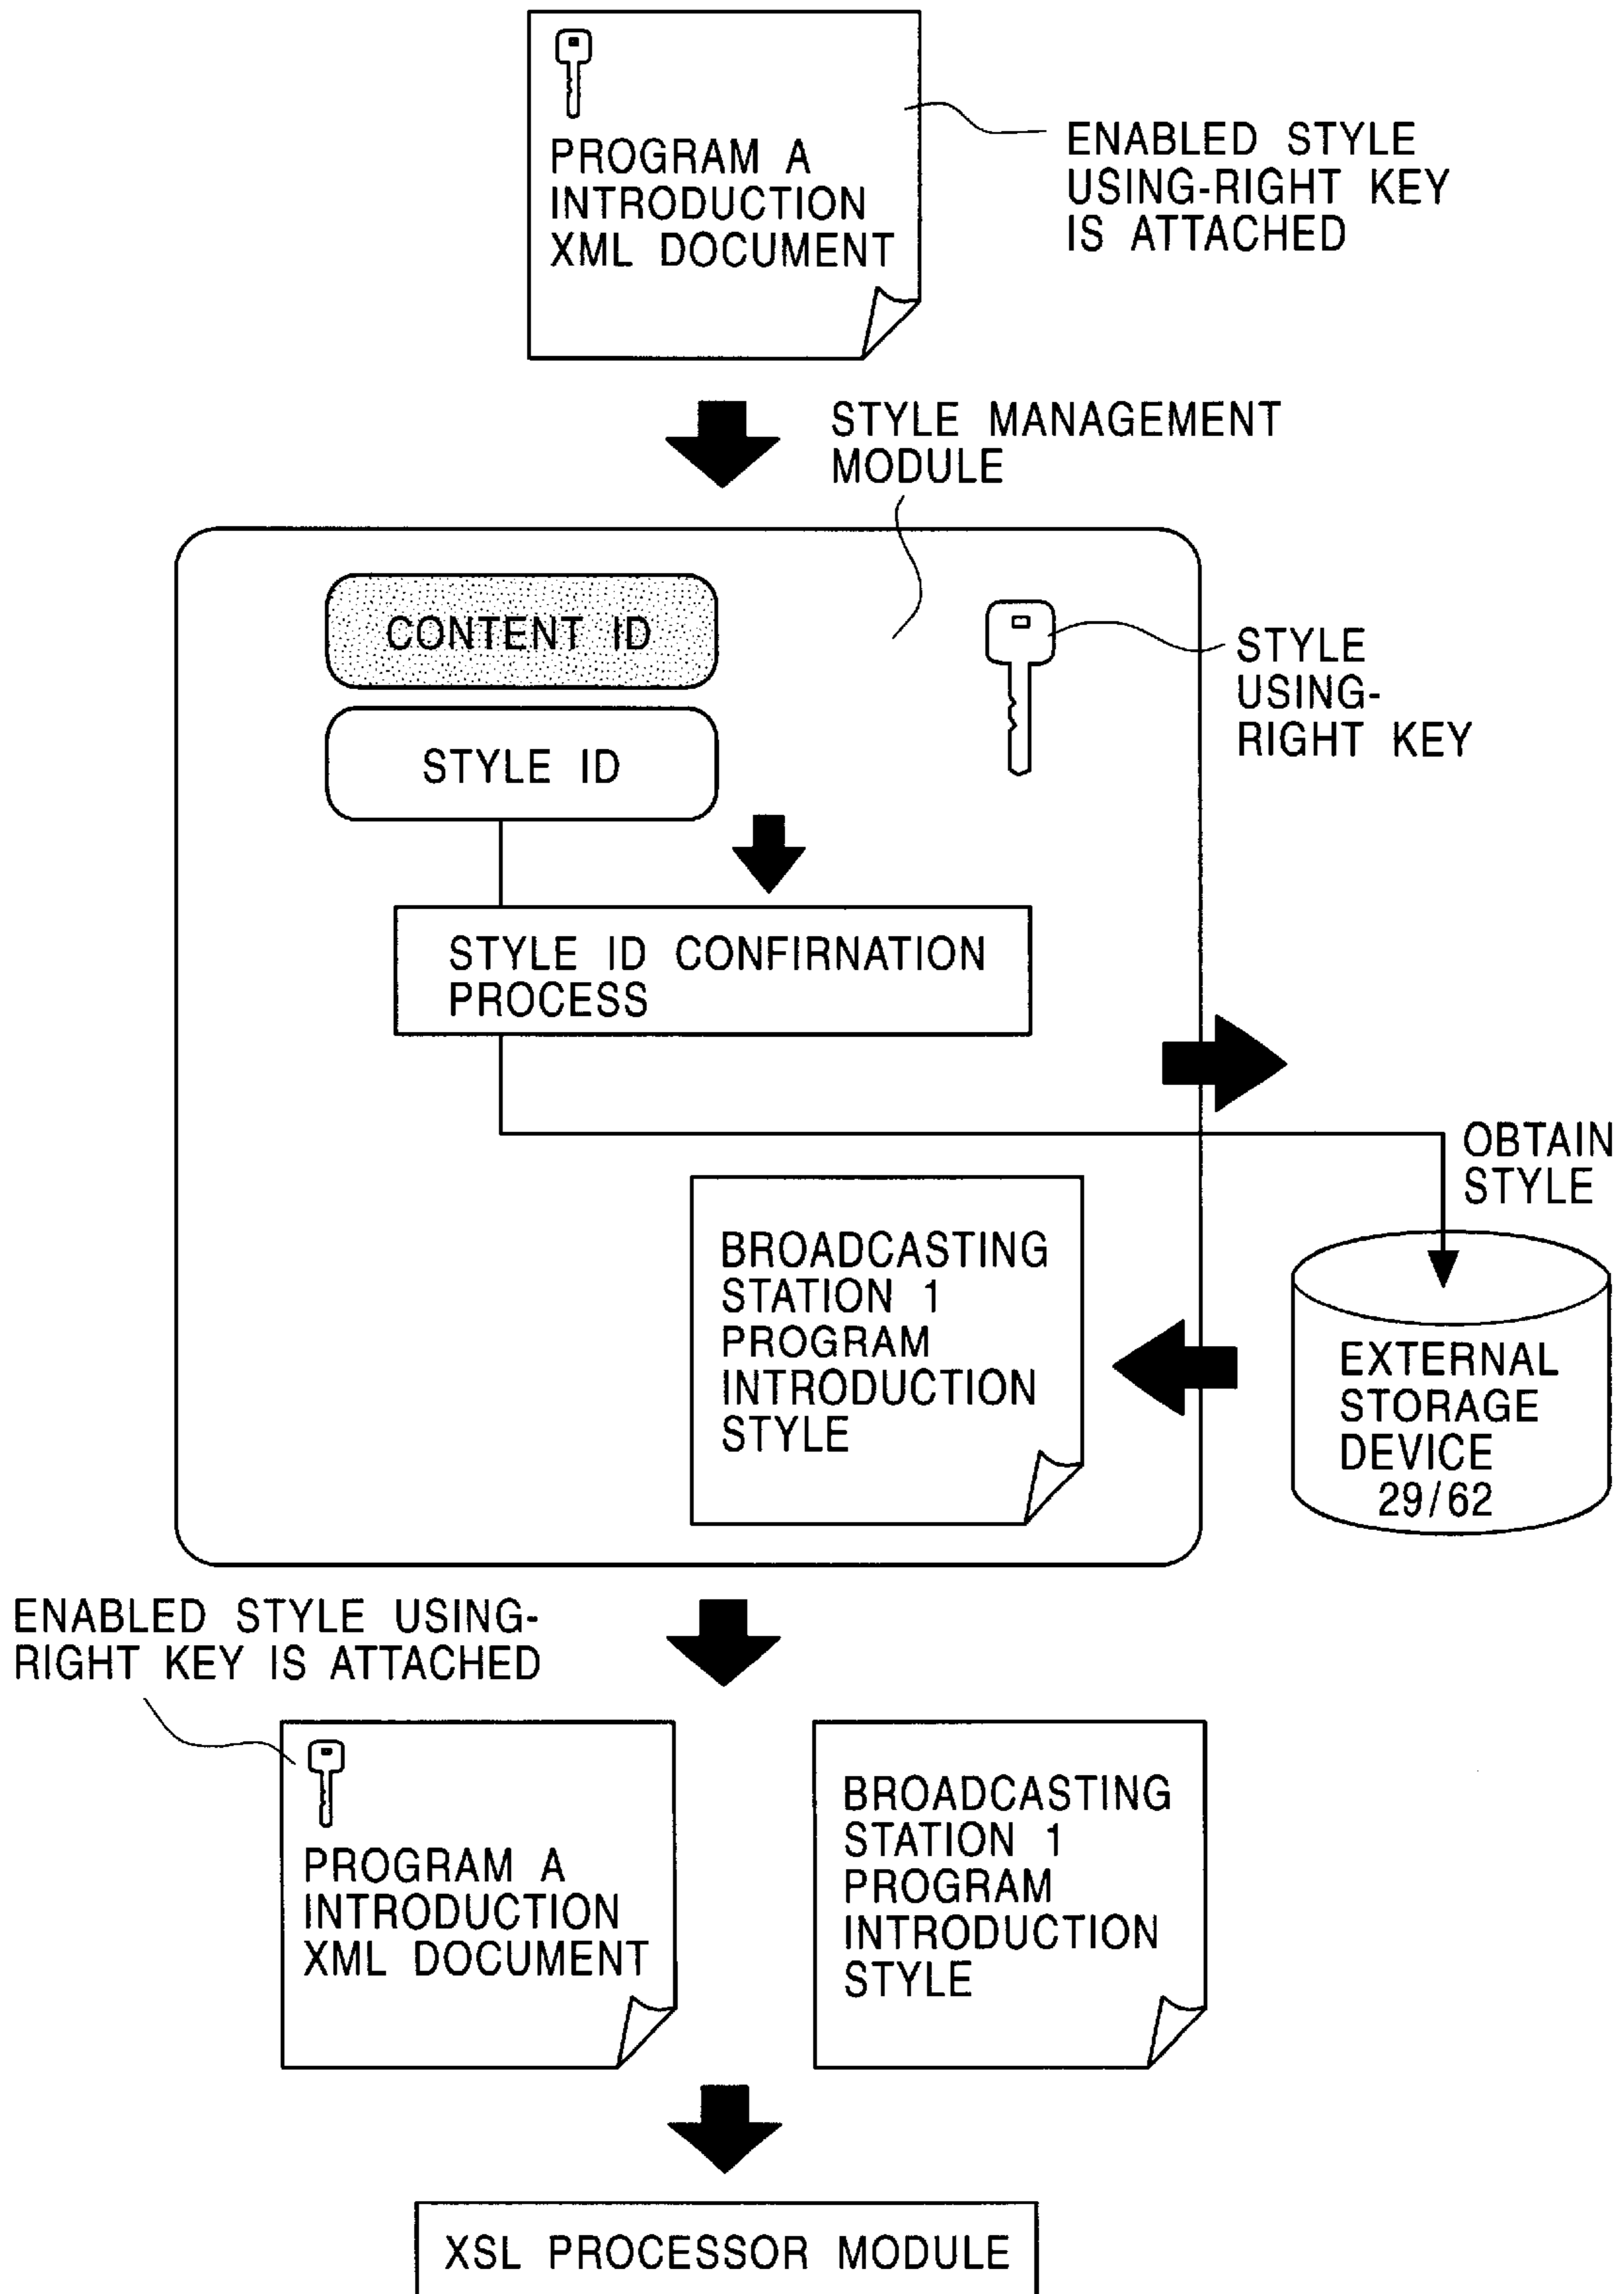 PROGRAM A
INTRODUCTION
XML DOCUMENT
ENABLED STYLE
USING-RIGHT KEY
IS ATTACHED
STYLE MANAGEMENT
MODULE
CONTENT ID
STYLE ID
STYLE
USING-
RIGHT KEY
STYLE ID CONFIRNATION
PROCESS
OBTAIN
STYLE
BROADCASTING
STATION 1
PROGRAM
INTRODUCTION
STYLE
EXTERNAL
STORAGE
DEVICE
29/62
ENABLED STYLE USING-
RIGHT KEY IS ATTACHED
PROGRAM A
INTRODUCTION
XML DOCUMENT
BROADCASTING
STATION 1
PROGRAM
INTRODUCTION
STYLE
XSL PROCESSOR MODULE